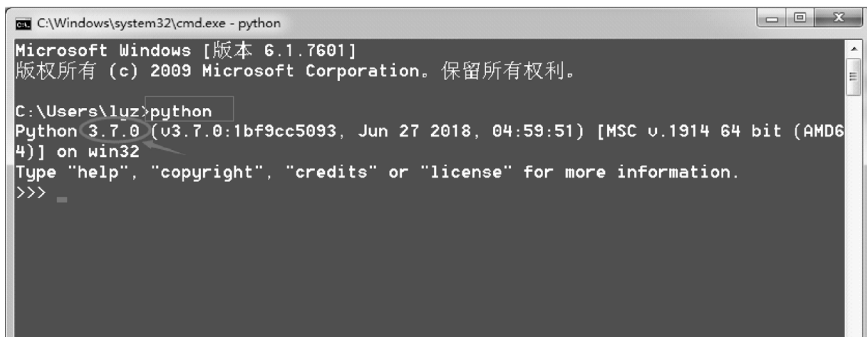 C:\Windows\system32\cmd.exe - python
Microsoft Windows [版本 6.1.7601]
版权所有 (c) 2009 Microsoft Corporation。保留所有权利。
C:\Users\lyz>python
Python 3.7.0 (v3.7.0:1bf9cc5093, Jun 27 2018, 04:59:51) [MSC v.1914 64 bit (AMD6
4)] on win32
Type "help", "copyright", "credits" or "license" for more information.
>>>